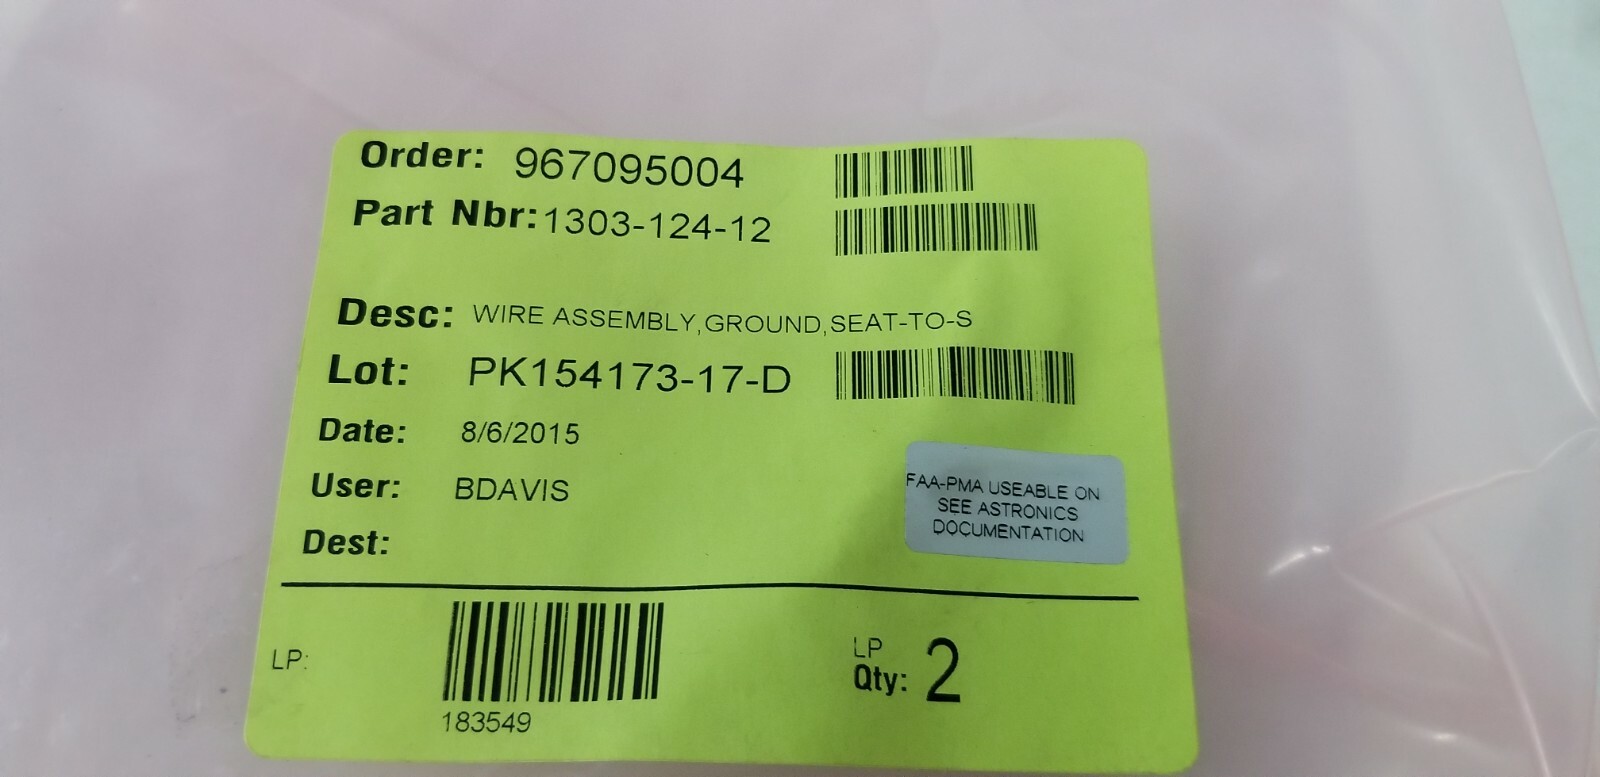 Order: 967095004
Part Nbr: 1303-124-12
Desc: WIRE ASSEMBLY,GROUND,SEAT-TO-S
Lot: PK154173-17-D
Date: 8/6/2015
User: BDAVIS
FAA-PMA USEABLE ON
SEE ASTRONICS
DOCUMENTATION
Dest:
LP:
183549
LP
Qty: 2